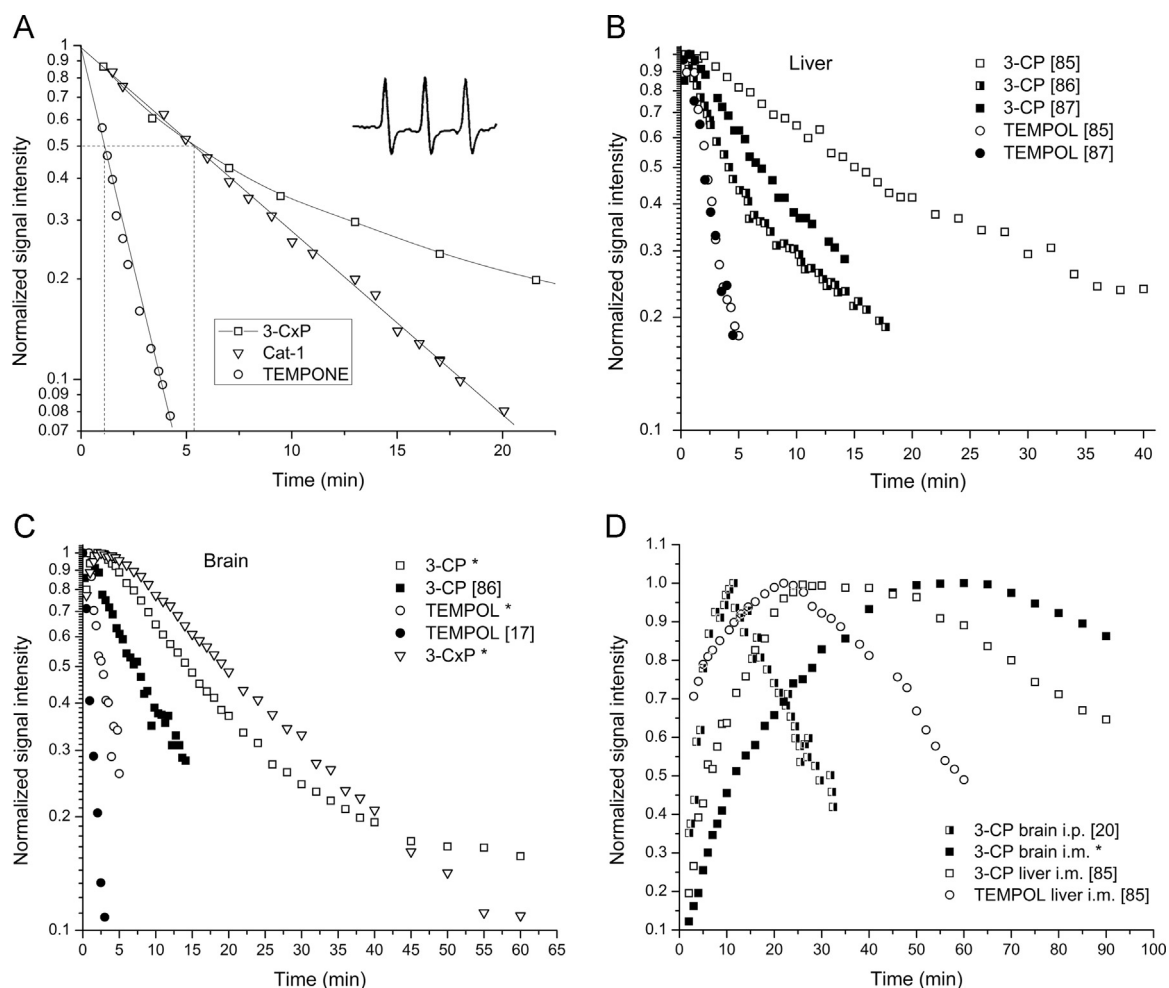 A
Normalized signal intensity
1
0.9
0.8
0.7
0.6
0.5
0.4
0.3
0.2
0.1
0.09
0.08
0.07
3-CxP
Cat-1
TEMPONE
0 5 10 15 20
Time (min)
B
Liver
Normalized signal intensity
1
0.9
0.8
0.7
0.6
0.5
0.4
0.3
0.2
0.1
3-CP [85]
3-CP [86]
3-CP [87]
TEMPOL [85]
TEMPOL [87]
0 5 10 15 20 25 30 35 40
Time (min)
C
Brain
Normalized signal intensity
1
0.9
0.8
0.7
0.6
0.5
0.4
0.3
0.2
0.1
3-CP *
3-CP [86]
TEMPOL *
TEMPOL [17]
3-CxP *
0 5 10 15 20 25 30 35 40 45 50 55 60 65
Time (min)
D
Normalized signal intensity
1.1
1.0
0.9
0.8
0.7
0.6
0.5
0.4
0.3
0.2
0.1
3-CP brain i.p. [20]
3-CP brain i.m. *
3-CP liver i.m. [85]
TEMPOL liver i.m. [85]
0 10 20 30 40 50 60 70 80 90 100
Time (min)